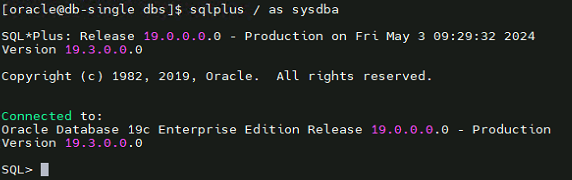 [oracle@db-single dbs]$ sqlplus / as sysdba
SQL*Plus: Release 19.0.0.0.0 - Production on Fri May 3 09:29:32 2024
Version 19.3.0.0.0
Copyright (c) 1982, 2019, Oracle.  All rights reserved.
Connected to:
Oracle Database 19c Enterprise Edition Release 19.0.0.0.0 - Production
Version 19.3.0.0.0
SQL>